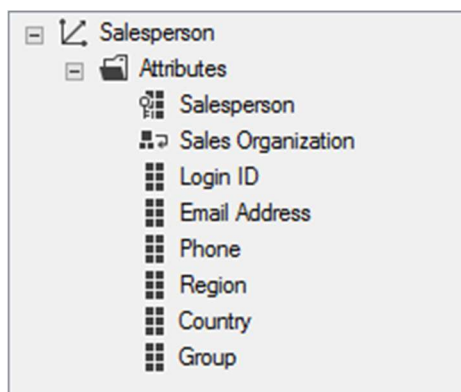 Salesperson
Attributes
Salesperson
Sales Organization
Login ID
Email Address
Phone
Region
Country
Group